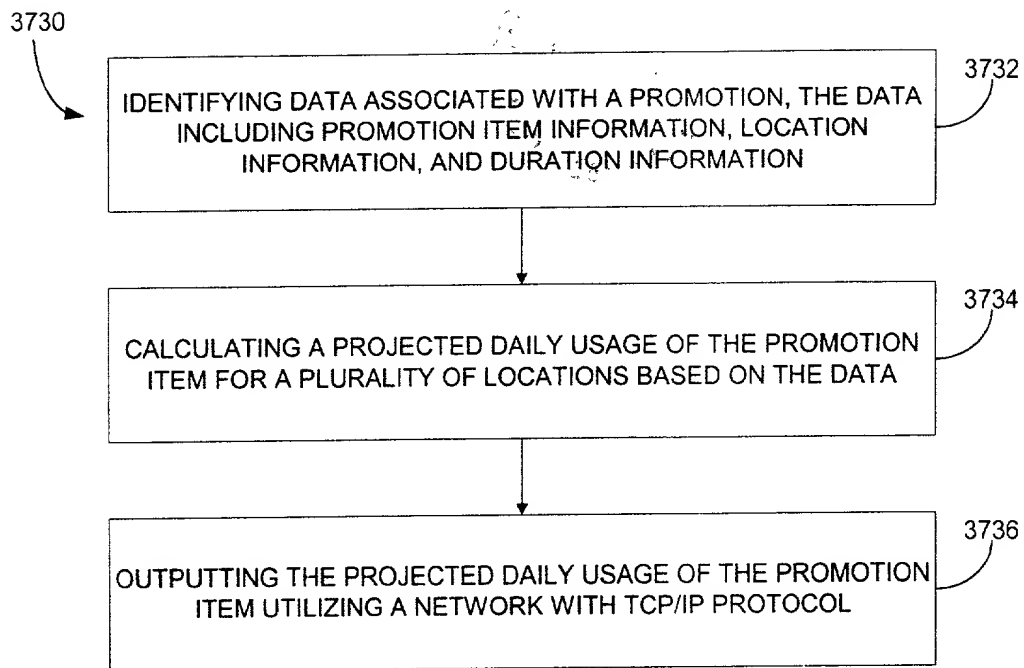 3730
3732
IDENTIFYING DATA ASSOCIATED WITH A PROMOTION, THE DATA
INCLUDING PROMOTION ITEM INFORMATION, LOCATION
INFORMATION, AND DURATION INFORMATION
3734
CALCULATING A PROJECTED DAILY USAGE OF THE PROMOTION
ITEM FOR A PLURALITY OF LOCATIONS BASED ON THE DATA
3736
OUTPUTTING THE PROJECTED DAILY USAGE OF THE PROMOTION
ITEM UTILIZING A NETWORK WITH TCP/IP PROTOCOL